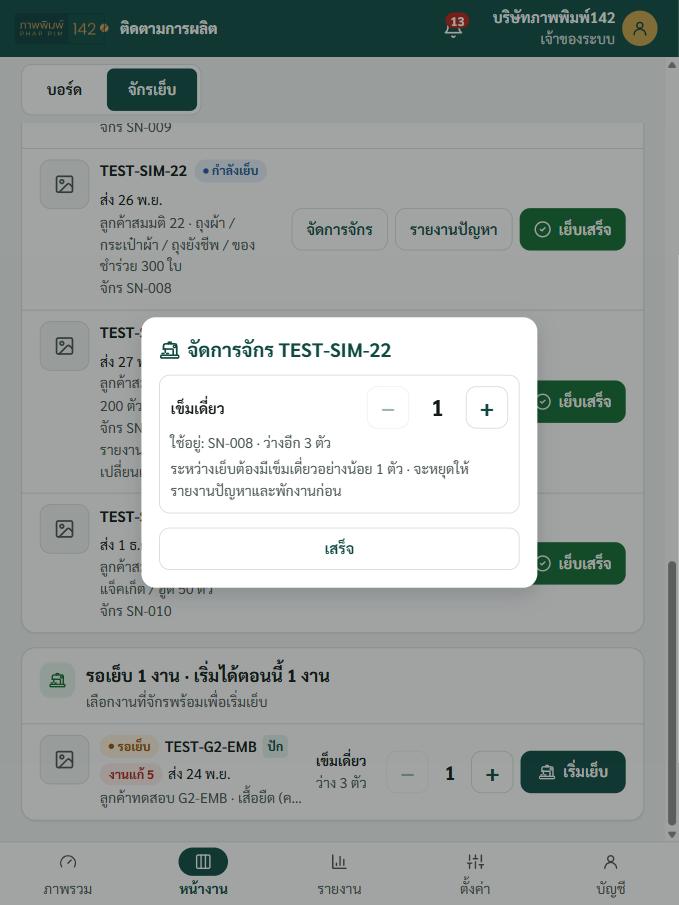 ภาพพิมพ์ 142
PHAP PIM
ติดตามการผลิต
13
บริษัทภาพพิมพ์142
เจ้าของระบบ
บอร์ด
จักรเย็บ
จักร SN-009
TEST-SIM-22
กำลังเย็บ
ส่ง 26 พ.ย.
ลูกค้าสมมติ 22 · ถุงผ้า /
กระเป๋าผ้า / ถุงยังชีพ / ของ
ชำร่วย 300 ใบ
จักร SN-008
จัดการจักร
รายงานปัญหา
เย็บเสร็จ
TEST-
ส่ง 27
200 ตัว
เย็บเสร็จ
จัดการจักร TEST-SIM-22
เข็มเดี่ยว
− 1 +
ใช้อยู่: SN-008 · ว่างอีก 3 ตัว
ระหว่างเย็บต้องมีเข็มเดี่ยวอย่างน้อย 1 ตัว · จะหยุดให้
รายงานปัญหาและพักงานก่อน
เสร็จ
TEST-
ส่ง 1 ธ.
แจ็คเก็ต / ฮู้ด 50 ตัว
จักร SN-010
เย็บเสร็จ
รอเย็บ 1 งาน · เริ่มได้ตอนนี้ 1 งาน
เลือกงานที่จักรพร้อมเพื่อเริ่มเย็บ
รอเย็บ TEST-G2-EMB ปัก
งานแก้ 5 ส่ง 24 พ.ย.
ลูกค้าทดสอบ G2-EMB · เสื้อยืด (ค...
เข็มเดี่ยว
ว่าง 3 ตัว
− 1 +
เริ่มเย็บ
ภาพรวม
หน้างาน
รายงาน
ตั้งค่า
บัญชี